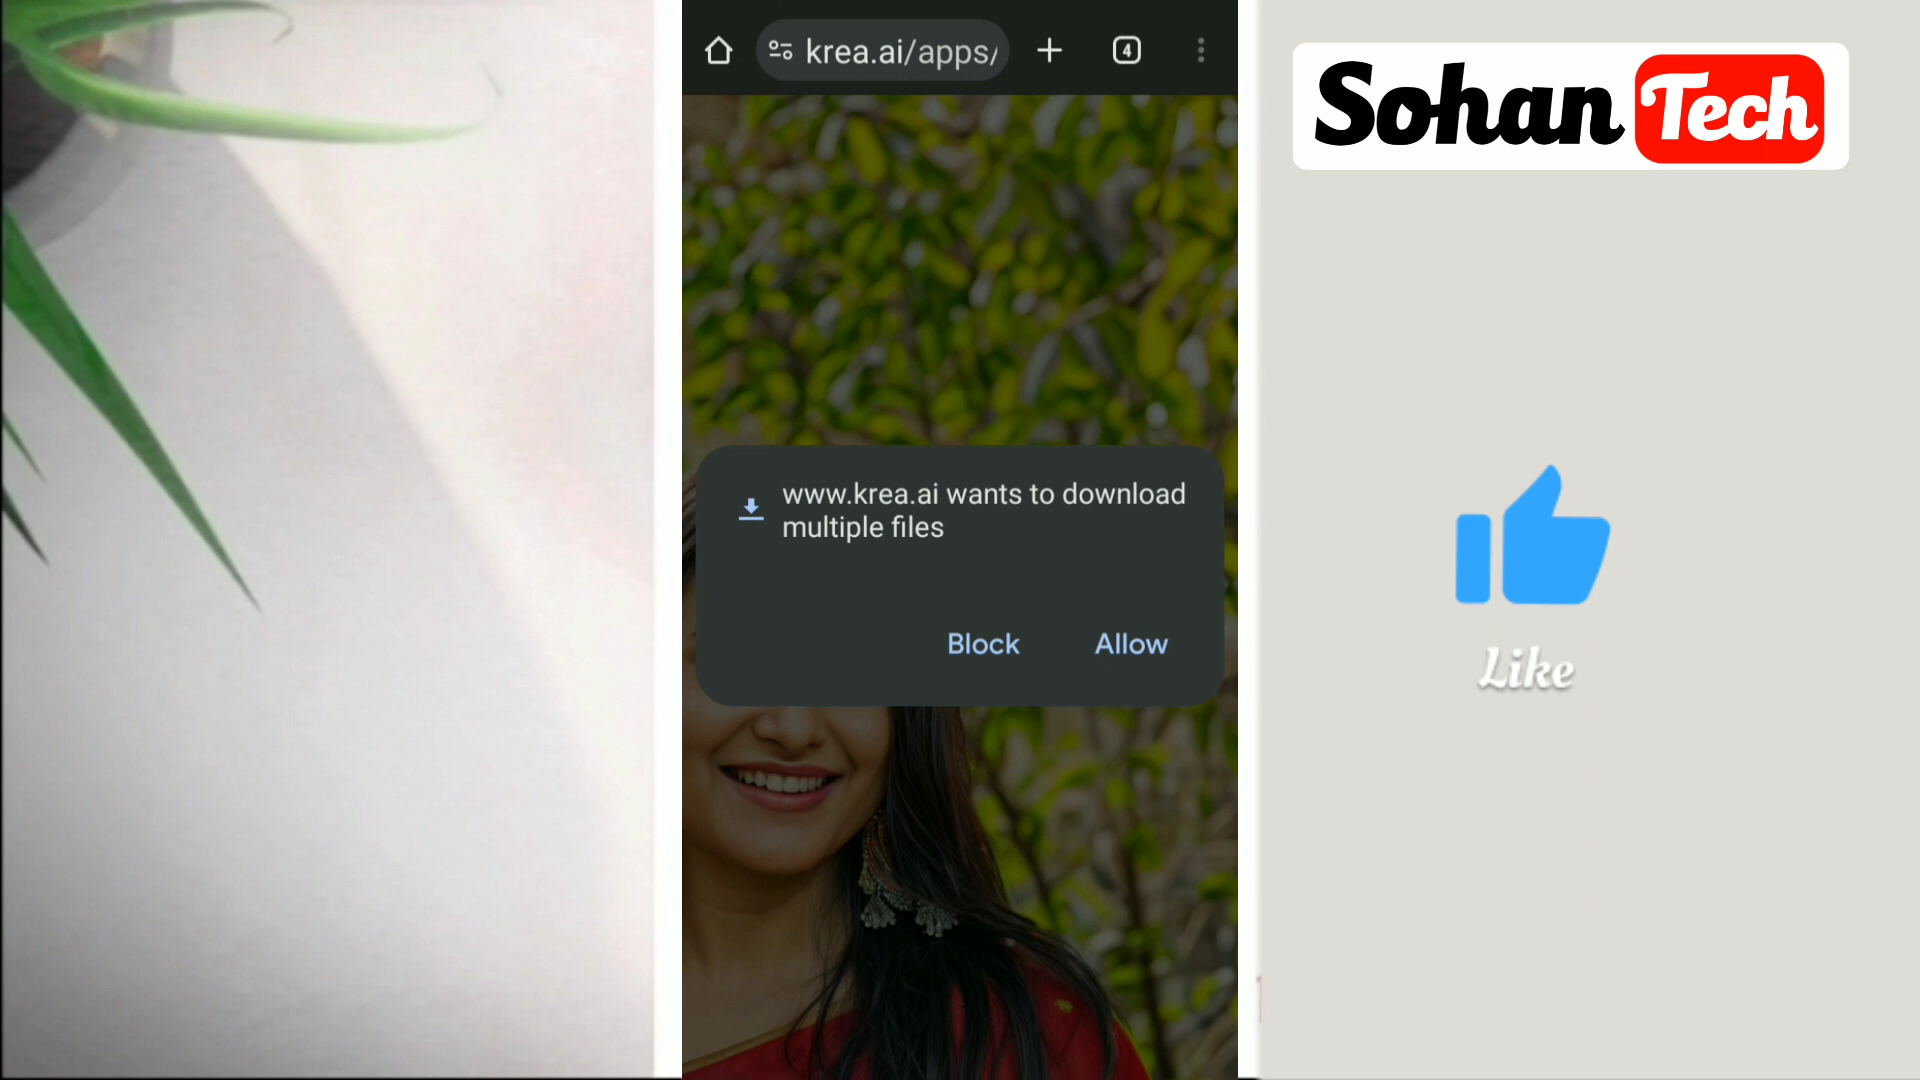 krea.ai/apps/
4
Sohan Tech
www.krea.ai wants to download
multiple files
Block Allow
Like